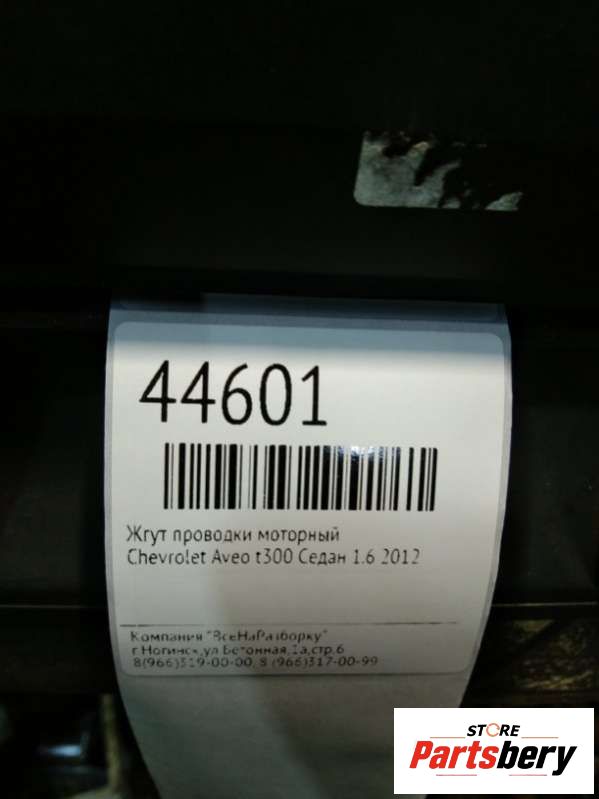 44601
Жгут проводки моторный
Chevrolet Aveo t300 Седан 1.6 2012
Компания "ВсеНаРазборку"
г.Ногинск,ул.Бетонная,1а,стр.6
8(966)319-00-00, 8 (966)317-00-99
STORE
Partsbery